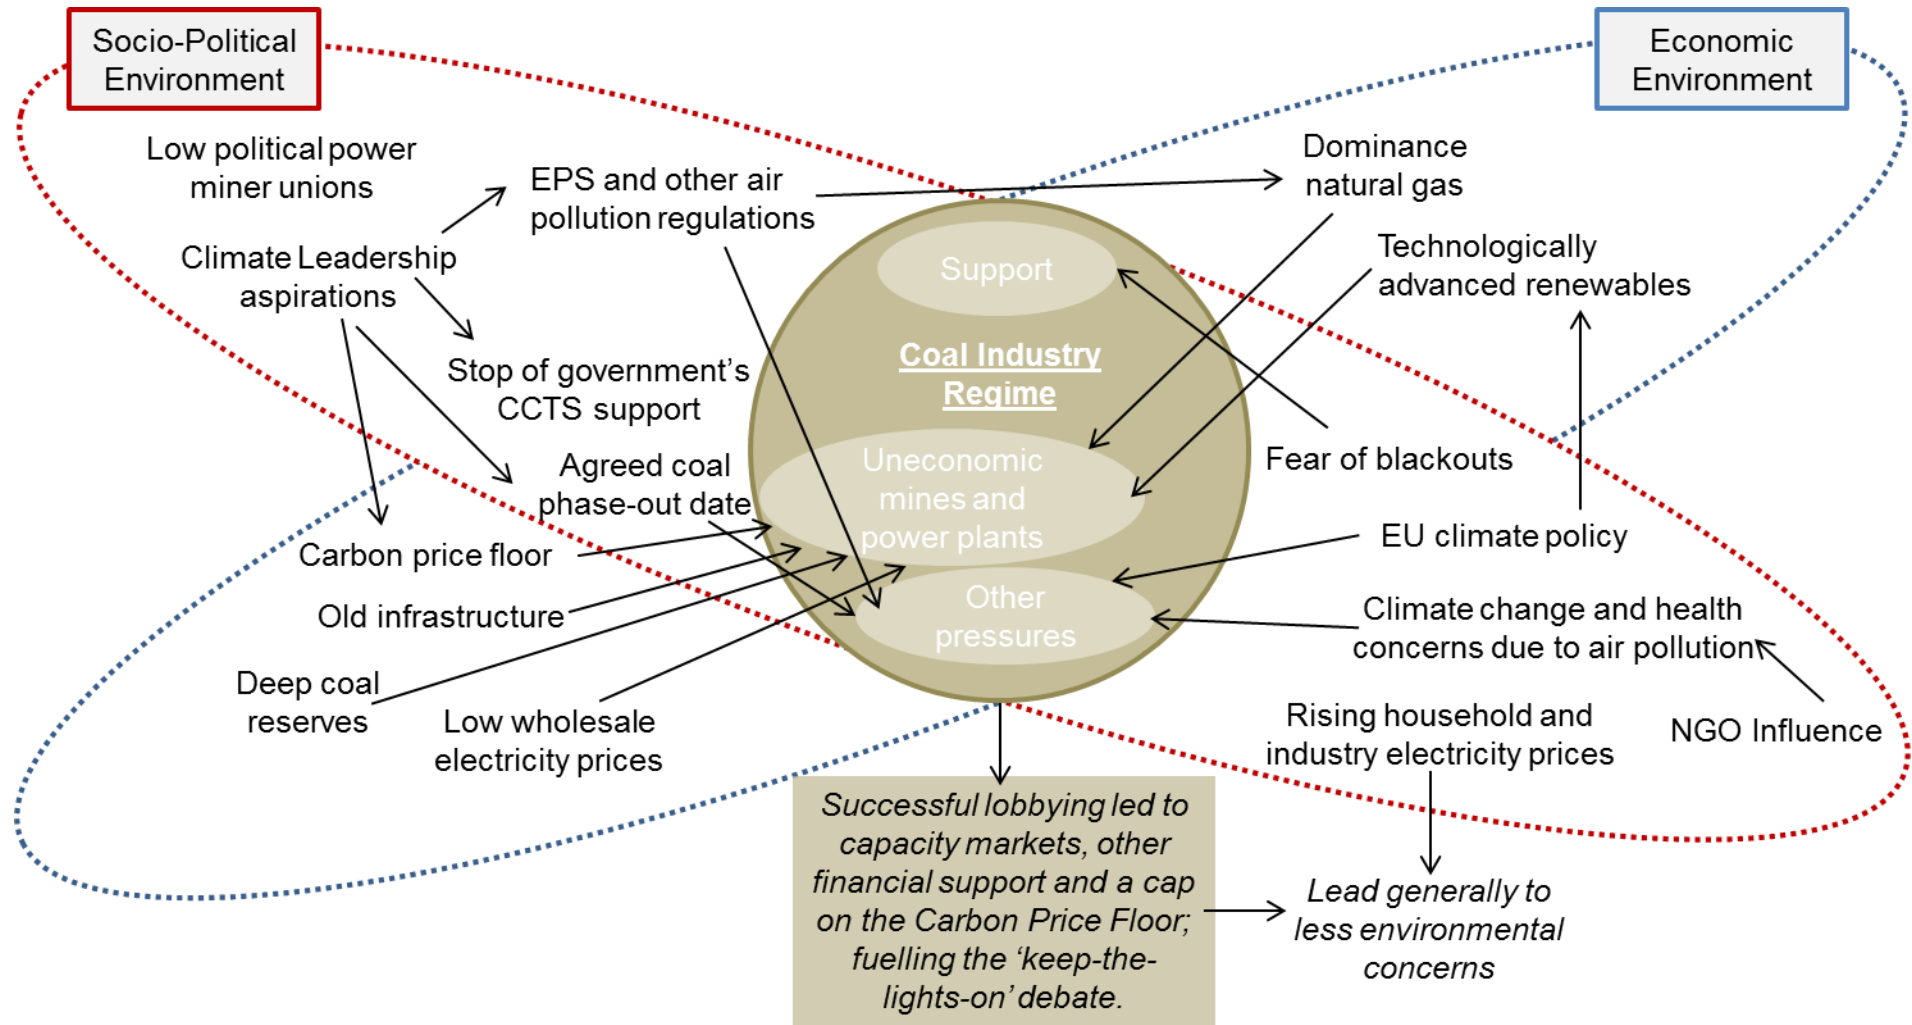 Socio-Political
Environment
Economic
Environment
Low political power
miner unions
EPS and other air
pollution regulations
Dominance
natural gas
Climate Leadership
aspirations
Support
Technologically
advanced renewables
Stop of government’s
CCTS support
Coal Industry
Regime
Agreed coal
phase-out date
Uneconomic
mines and
power plants
Fear of blackouts
Carbon price floor
EU climate policy
Old infrastructure
Other
pressures
Climate change and health
concerns due to air pollution
Deep coal
reserves
Low wholesale
electricity prices
Rising household and
industry electricity prices
NGO Influence
Successful lobbying led to
capacity markets, other
financial support and a cap
on the Carbon Price Floor;
fuelling the ‘keep-the-
lights-on’ debate.
Lead generally to
less environmental
concerns